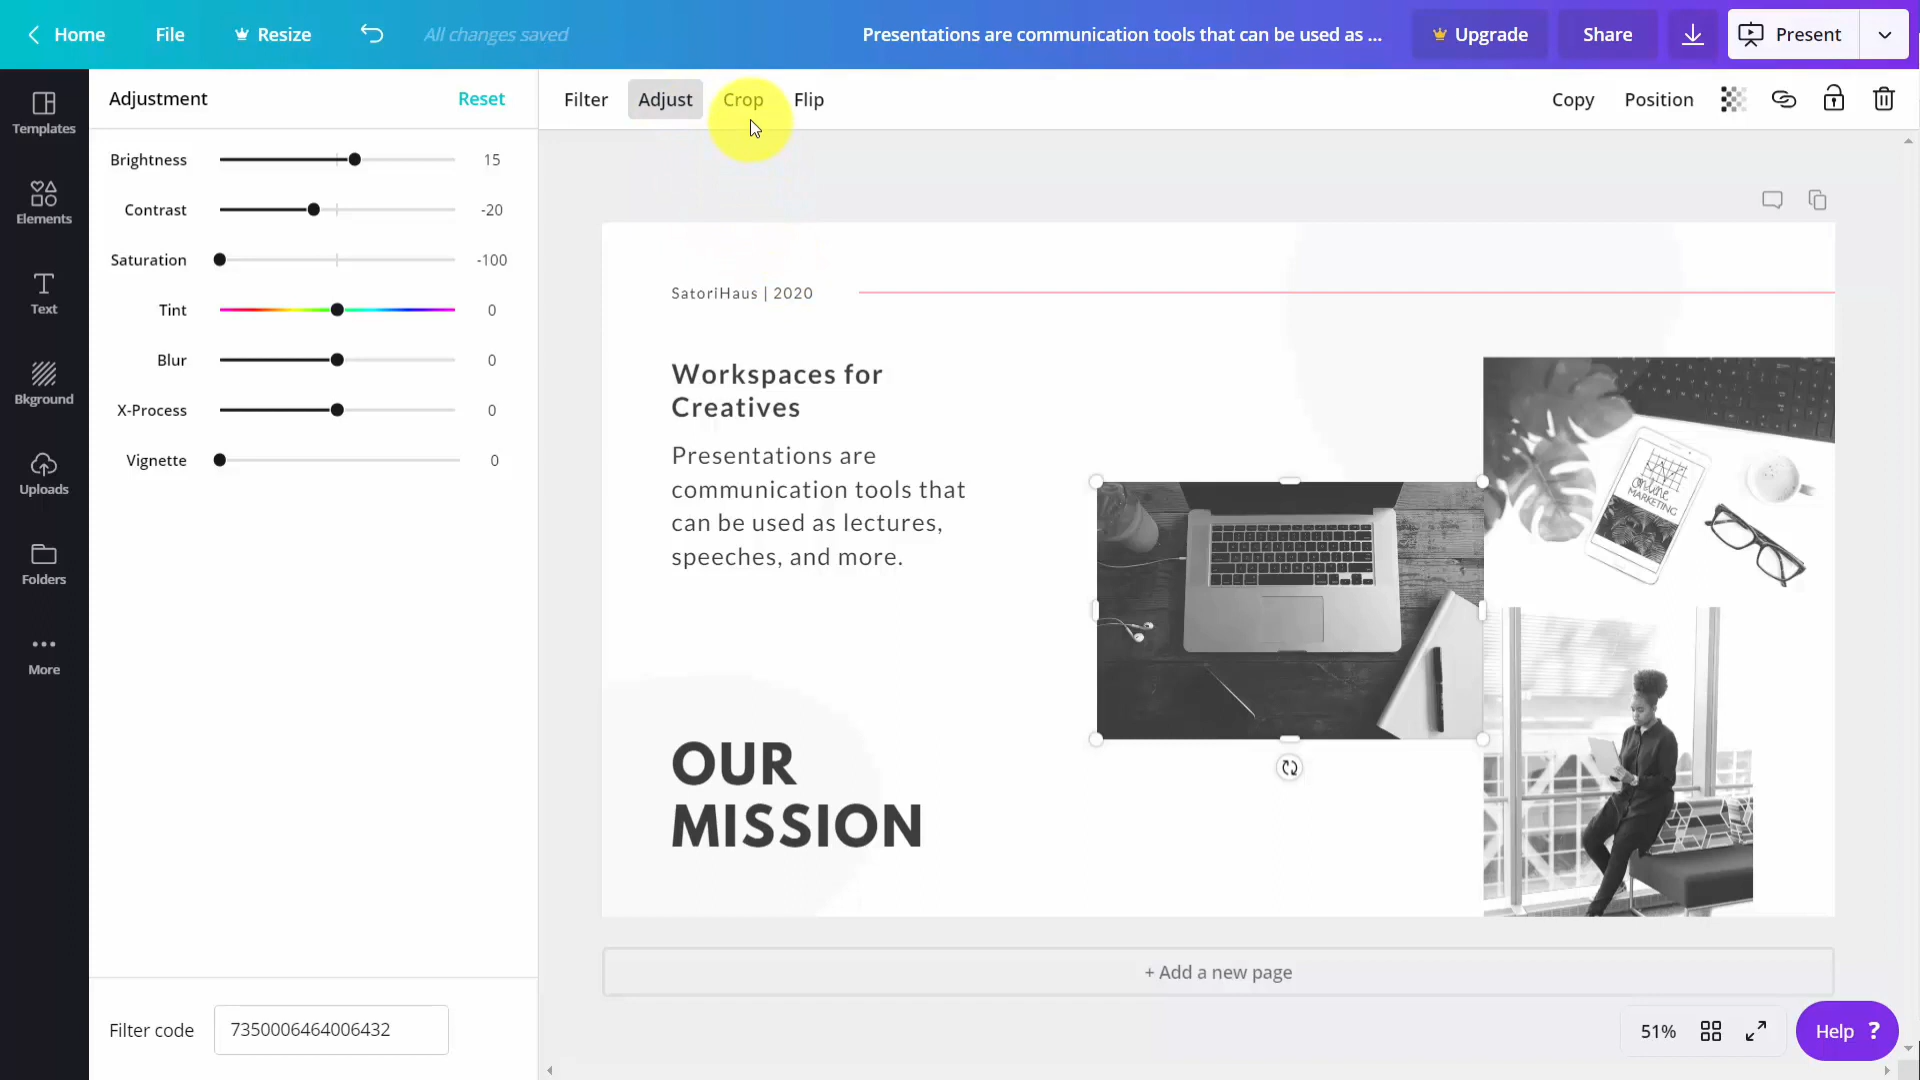 Home
File
Resize
All changes saved
Presentations are communication tools that can be used as ...
Upgrade
Share
Present
Templates
Elements
Text
Bkground
Uploads
Folders
More
Adjustment
Reset
Brightness
15
Contrast
-20
Saturation
-100
Tint
0
Blur
0
X-Process
0
Vignette
0
Filter code
7350006464006432
Filter
Adjust
Crop
Flip
Copy
Position
SatoriHaus | 2020
Workspaces for
Creatives
Presentations are
communication tools that
can be used as lectures,
speeches, and more.
OUR
MISSION
Online
MARKETING
+ Add a new page
51%
Help ?